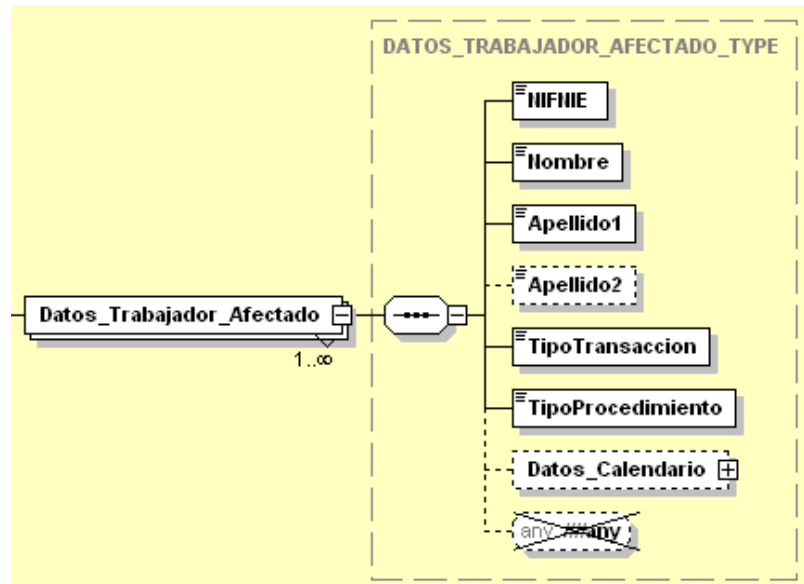 DATOS_TRABAJADOR_AFECTADO_TYPE
NIFNIE
Nombre
Apellido1
Datos_Trabajador_Afectado
1..∞
Apellido2
TipoTransaccion
TipoProcedimiento
Datos_Calendario
any ##any